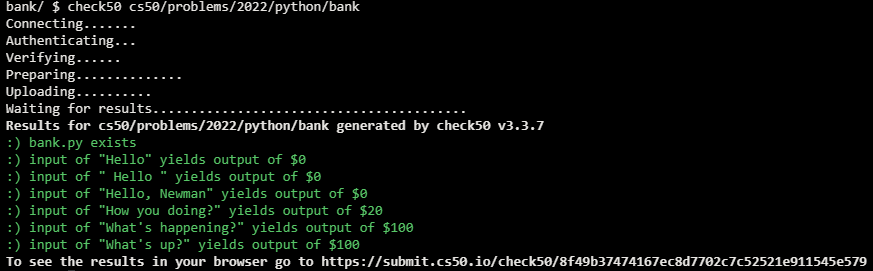 bank/ $ check50 cs50/problems/2022/python/bank
Connecting.......
Authenticating...
Verifying......
Preparing..............
Uploading..........
Waiting for results.........................................
Results for cs50/problems/2022/python/bank generated by check50 v3.3.7
:) bank.py exists
:) input of "Hello" yields output of $0
:) input of " Hello " yields output of $0
:) input of "Hello, Newman" yields output of $0
:) input of "How you doing?" yields output of $20
:) input of "What's happening?" yields output of $100
:) input of "What's up?" yields output of $100
To see the results in your browser go to https://submit.cs50.io/check50/8f49b37474167ec8d7702c7c52521e911545e579